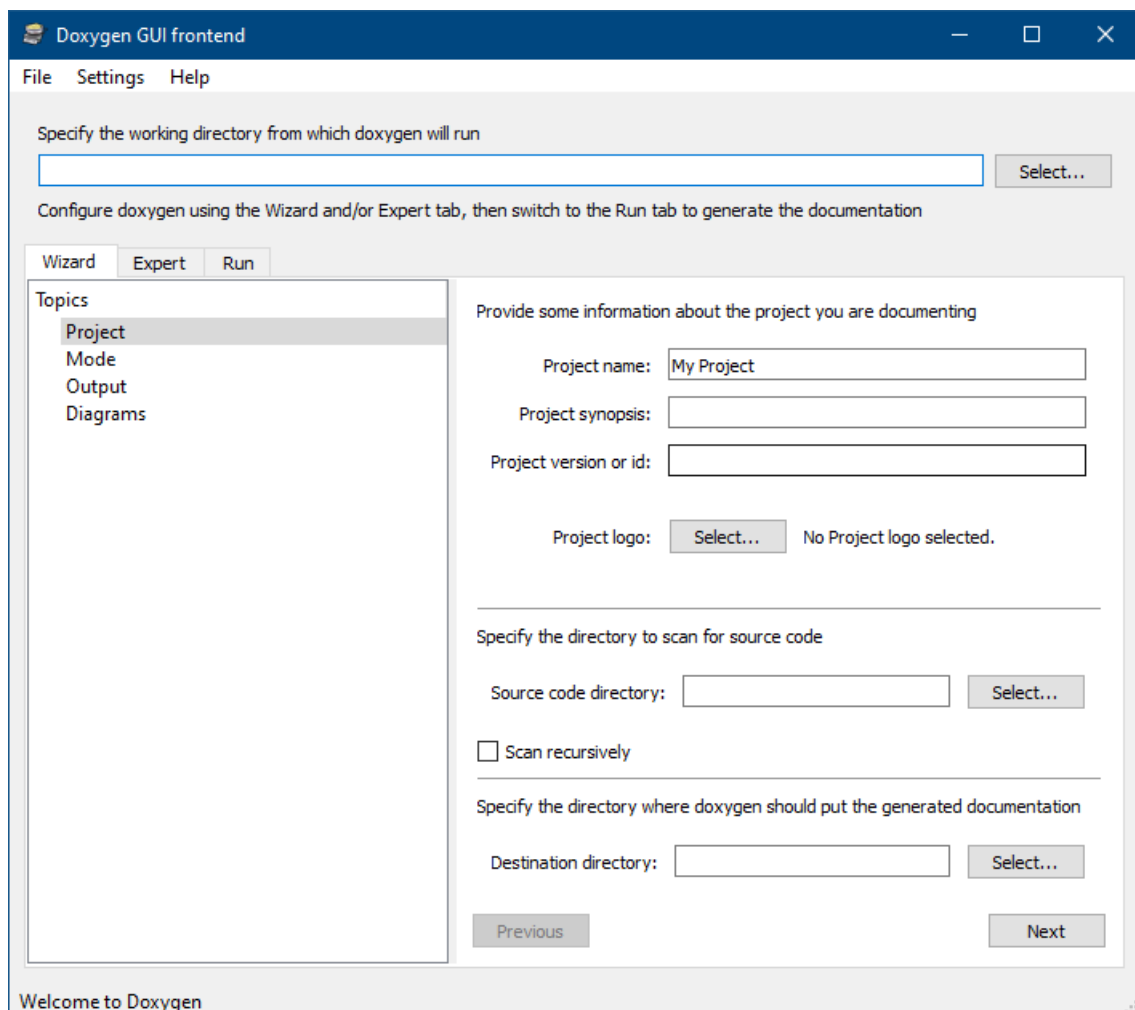 Doxygen GUI frontend
File Settings Help
Specify the working directory from which doxygen will run
Select...
Configure doxygen using the Wizard and/or Expert tab, then switch to the Run tab to generate the documentation
Wizard Expert Run
Topics
Project
Mode
Output
Diagrams
Provide some information about the project you are documenting
Project name: My Project
Project synopsis:
Project version or id:
Project logo: Select... No Project logo selected.
Specify the directory to scan for source code
Source code directory: Select...
Scan recursively
Specify the directory where doxygen should put the generated documentation
Destination directory: Select...
Previous Next
Welcome to Doxygen